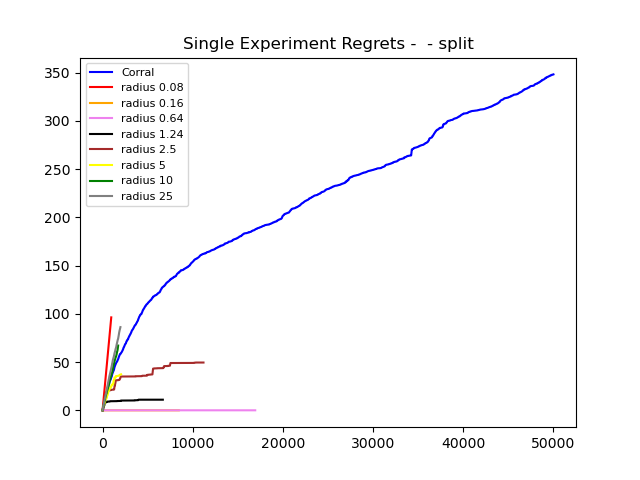 Single Experiment Regrets -  - split
350
300
250
200
150
100
50
0
Corral
radius 0.08
radius 0.16
radius 0.64
radius 1.24
radius 2.5
radius 5
radius 10
radius 25
0 10000 20000 30000 40000 50000